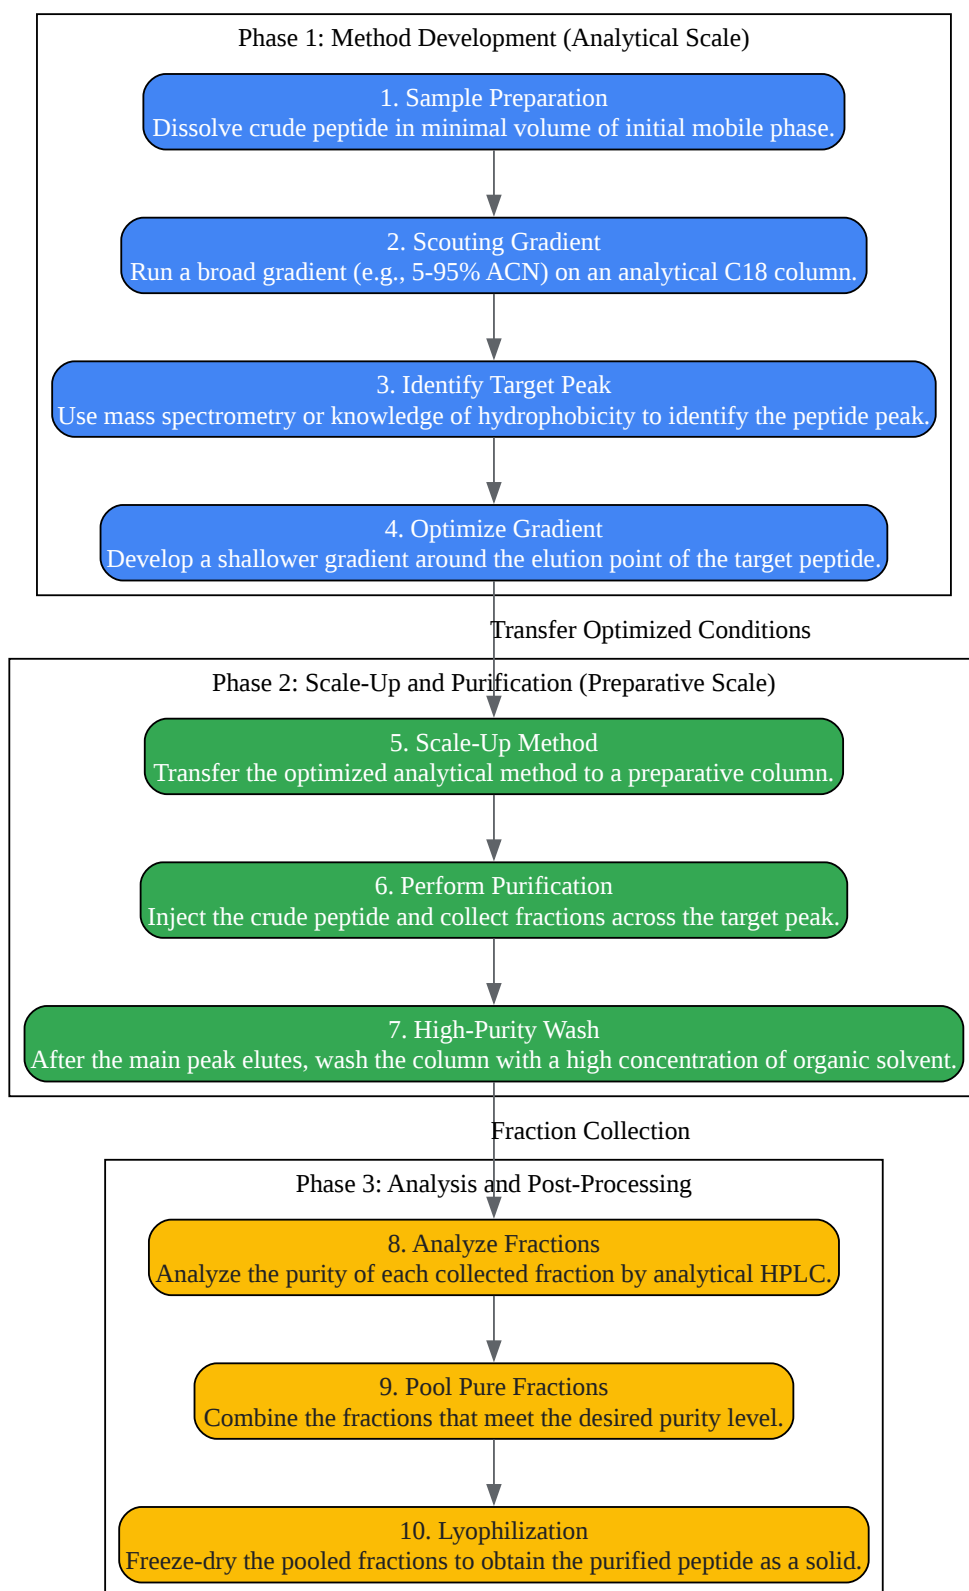 Phase 1: Method Development (Analytical Scale)
1. Sample Preparation
Dissolve crude peptide in minimal volume of initial mobile phase.
2. Scouting Gradient
Run a broad gradient (e.g., 5-95% ACN) on an analytical C18 column.
3. Identify Target Peak
Use mass spectrometry or knowledge of hydrophobicity to identify the peptide peak.
4. Optimize Gradient
Develop a shallower gradient around the elution point of the target peptide.
Transfer Optimized Conditions
Phase 2: Scale-Up and Purification (Preparative Scale)
5. Scale-Up Method
Transfer the optimized analytical method to a preparative column.
6. Perform Purification
Inject the crude peptide and collect fractions across the target peak.
7. High-Purity Wash
After the main peak elutes, wash the column with a high concentration of organic solvent.
Fraction Collection
Phase 3: Analysis and Post-Processing
8. Analyze Fractions
Analyze the purity of each collected fraction by analytical HPLC.
9. Pool Pure Fractions
Combine the fractions that meet the desired purity level.
10. Lyophilization
Freeze-dry the pooled fractions to obtain the purified peptide as a solid.